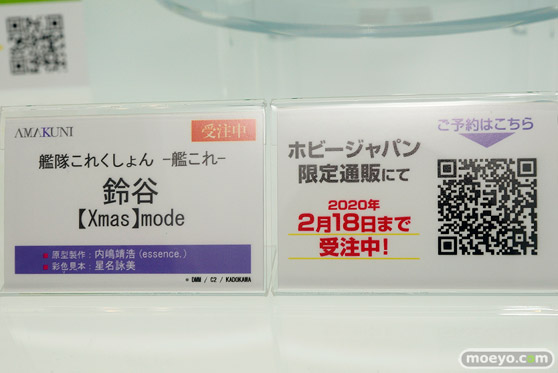 AMAKUNI
受注中
艦隊これくしょん -艦これ-
鈴谷
【Xmas】mode
原型製作：内嶋靖浩(essence.)
彩色見本：星名詠美
© DMM / C2 / KADOKAWA
ご予約はこちら
ホビージャパン
限定通販にて
2020年
2月18日まで
受注中!
moeyo.com